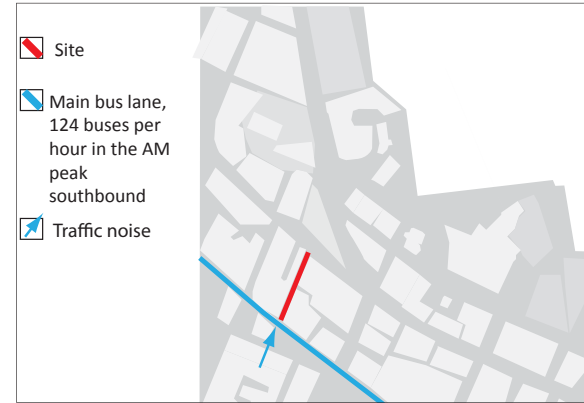 Site
Main bus lane,
124 buses per
hour in the AM
peak
southbound
Traffic noise